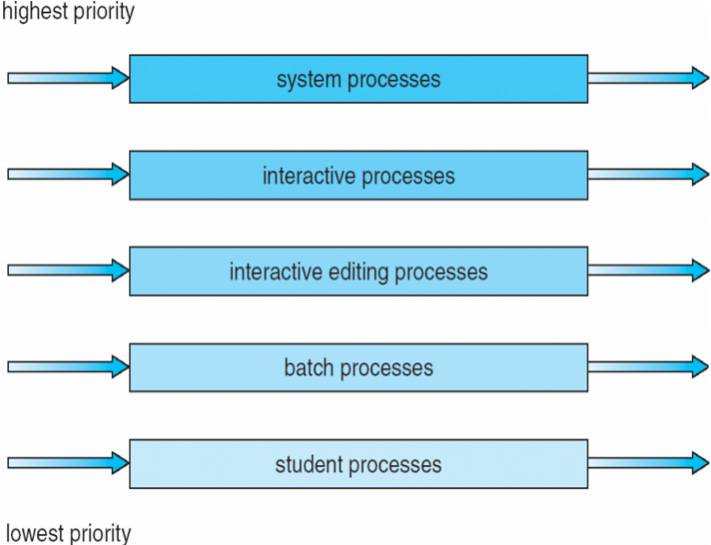 highest priority
system processes
interactive processes
interactive editing processes
batch processes
student processes
lowest priority